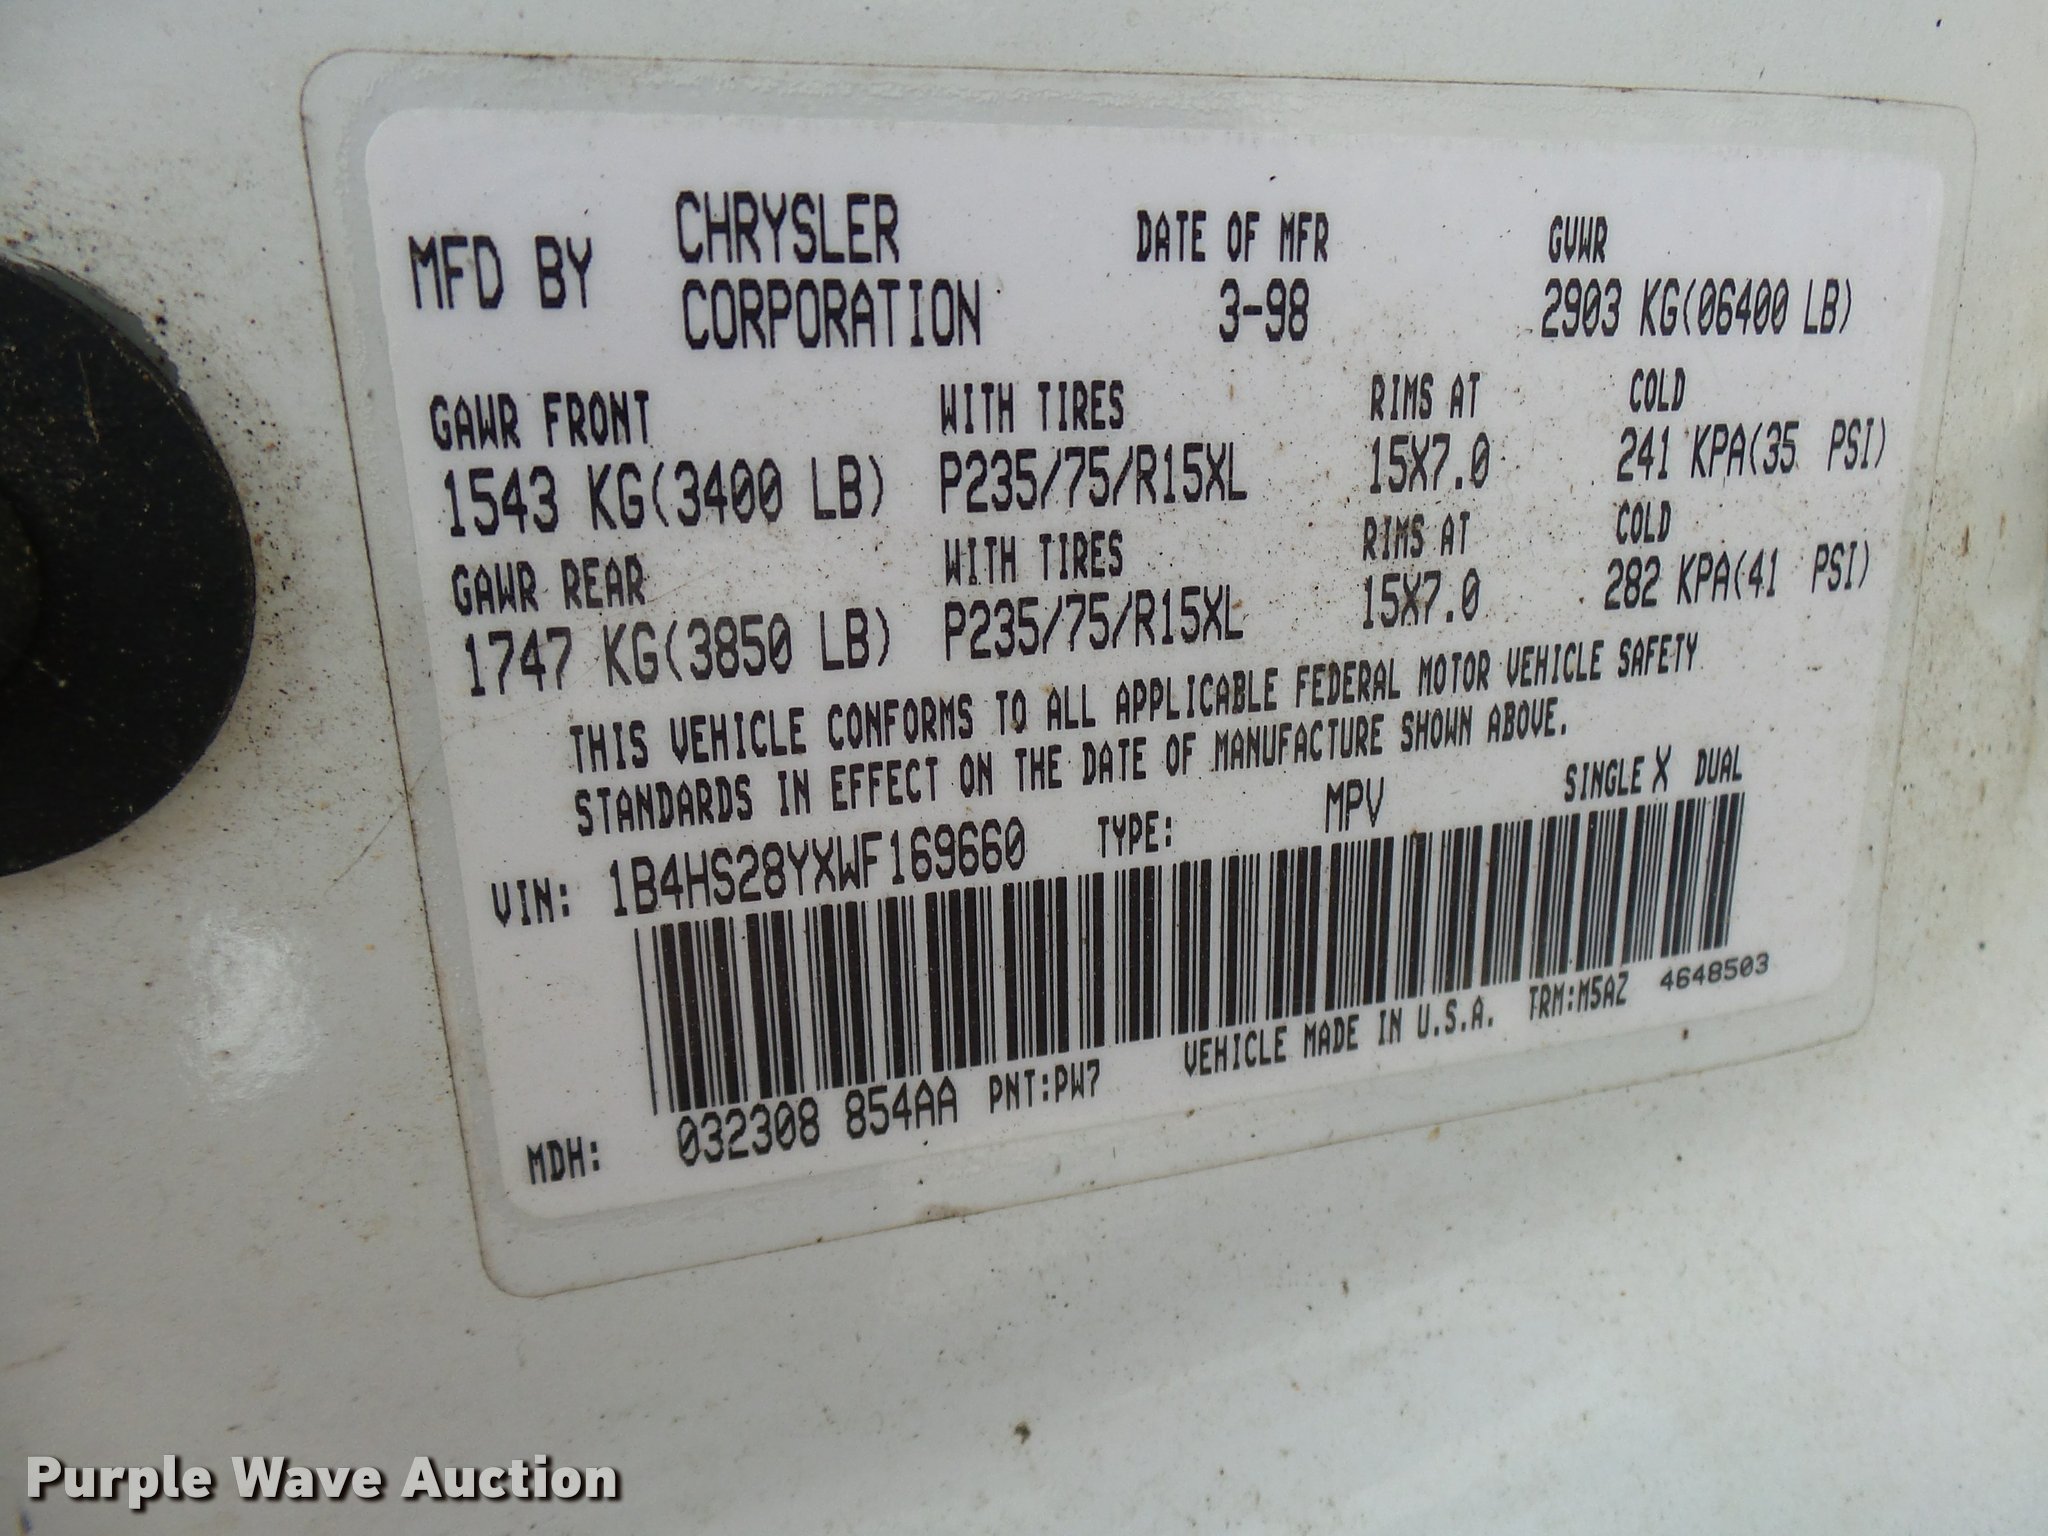 MFD BY CHRYSLER CORPORATION DATE OF MFR 3-98 GVWR 2903 KG(06400 LB)
GAWR FRONT WITH TIRES RIMS AT COLD
1543 KG(3400 LB) P235/75/R15XL 15X7.0 241 KPA(35 PSI)
GAWR REAR WITH TIRES RIMS AT COLD
1747 KG(3850 LB) P235/75/R15XL 15X7.0 282 KPA(41 PSI)
THIS VEHICLE CONFORMS TO ALL APPLICABLE FEDERAL MOTOR VEHICLE SAFETY
STANDARDS IN EFFECT ON THE DATE OF MANUFACTURE SHOWN ABOVE.
VIN: 1B4HS28YXWF169660 TYPE: MPV SINGLE X DUAL
MDH: 032308 854AA PNT:PW7 VEHICLE MADE IN U.S.A. TRM:M5AZ 4648503
Purple Wave Auction